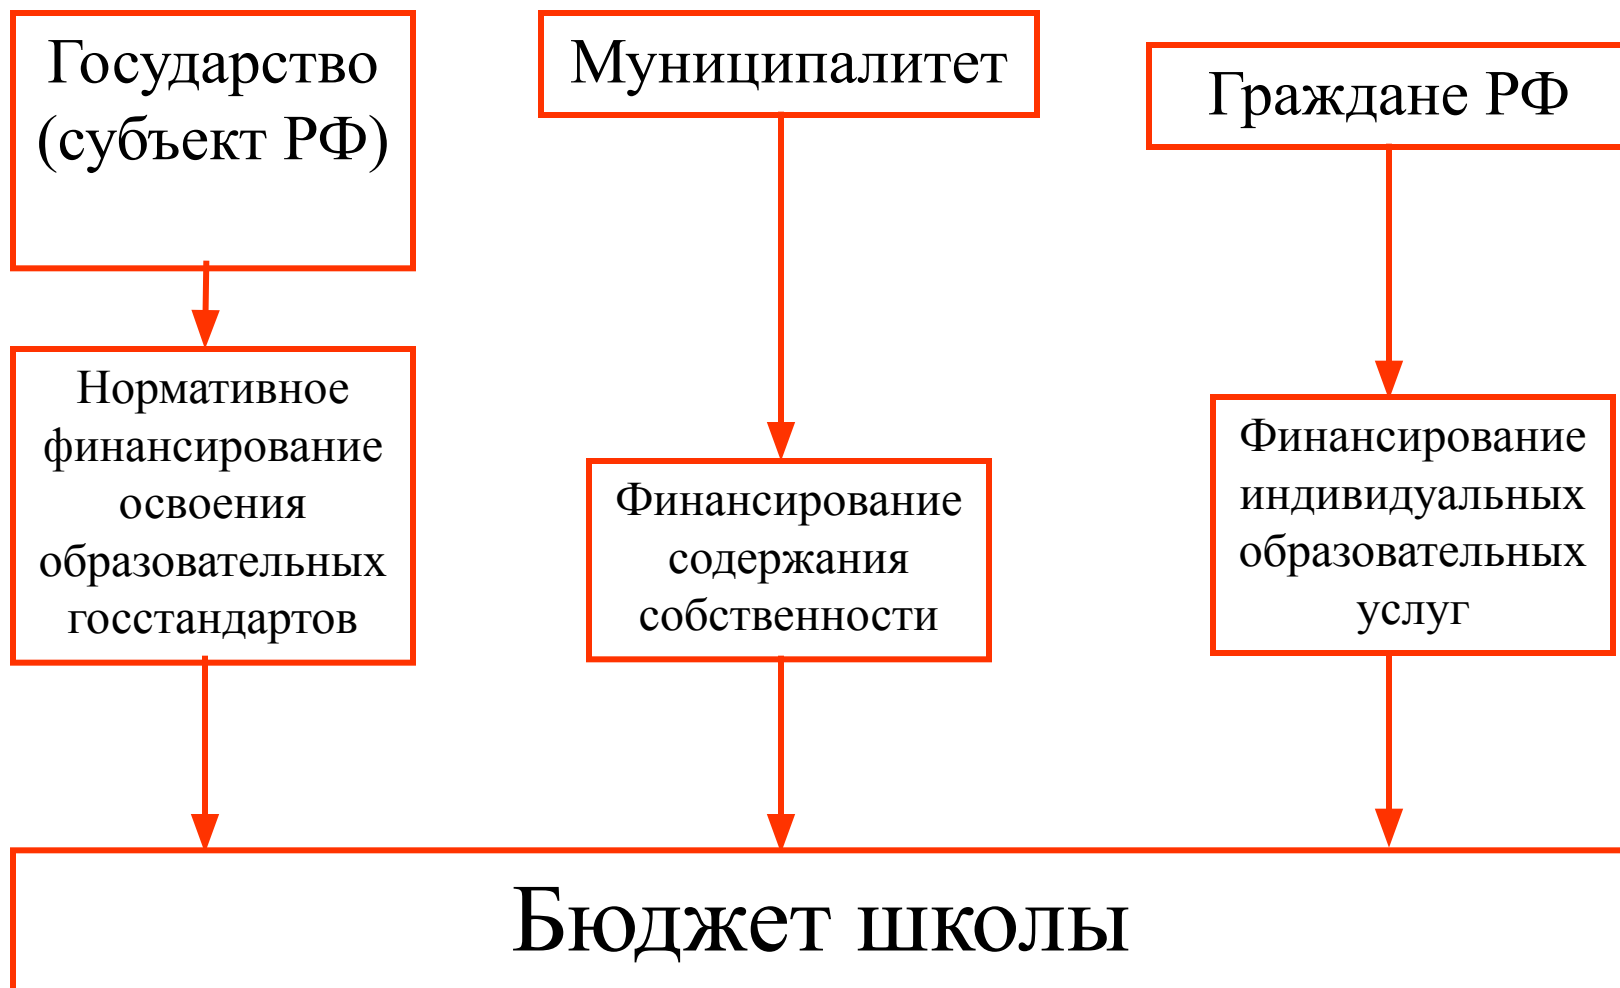 Государство
(субъект РФ)
Муниципалитет
Граждане РФ
Нормативное
финансирование
освоения
образовательных
госстандартов
Финансирование
содержания
собственности
Финансирование
индивидуальных
образовательных
услуг
Бюджет школы